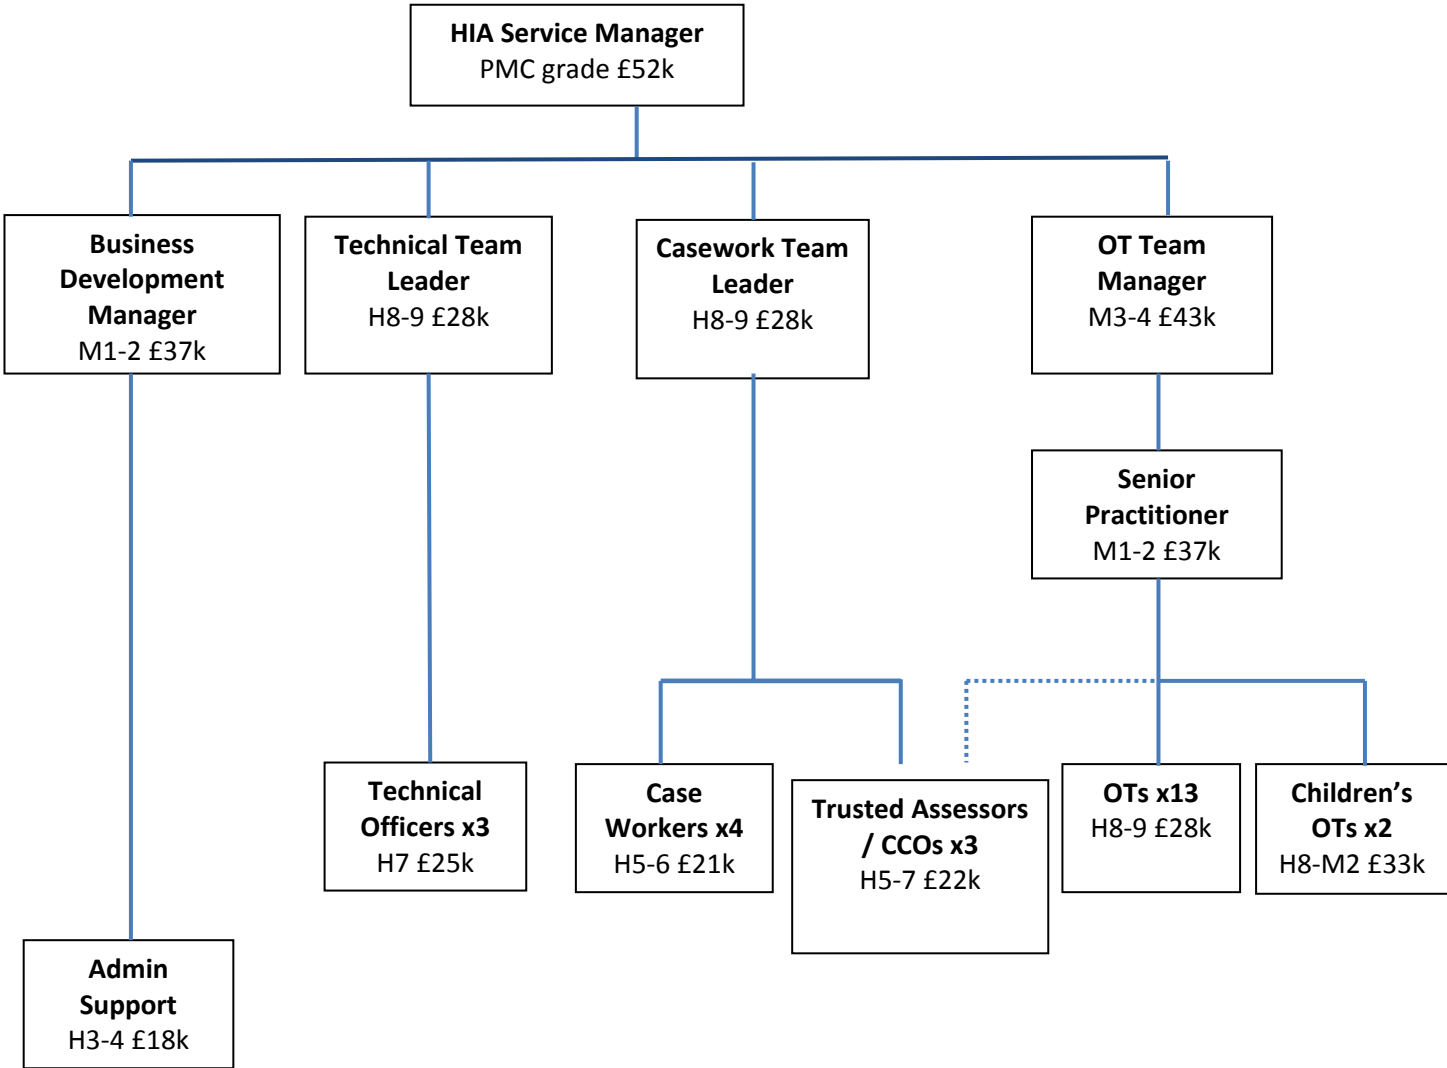 HIA Service Manager
PMC grade £52k
Business
Development
Manager
M1-2 £37k
Technical Team
Leader
H8-9 £28k
Casework Team
Leader
H8-9 £28k
OT Team
Manager
M3-4 £43k
Senior
Practitioner
M1-2 £37k
Technical
Officers x3
H7 £25k
Case
Workers x4
H5-6 £21k
Trusted Assessors
/ CCOs x3
H5-7 £22k
OTs x13
H8-9 £28k
Children’s
OTs x2
H8-M2 £33k
Admin
Support
H3-4 £18k